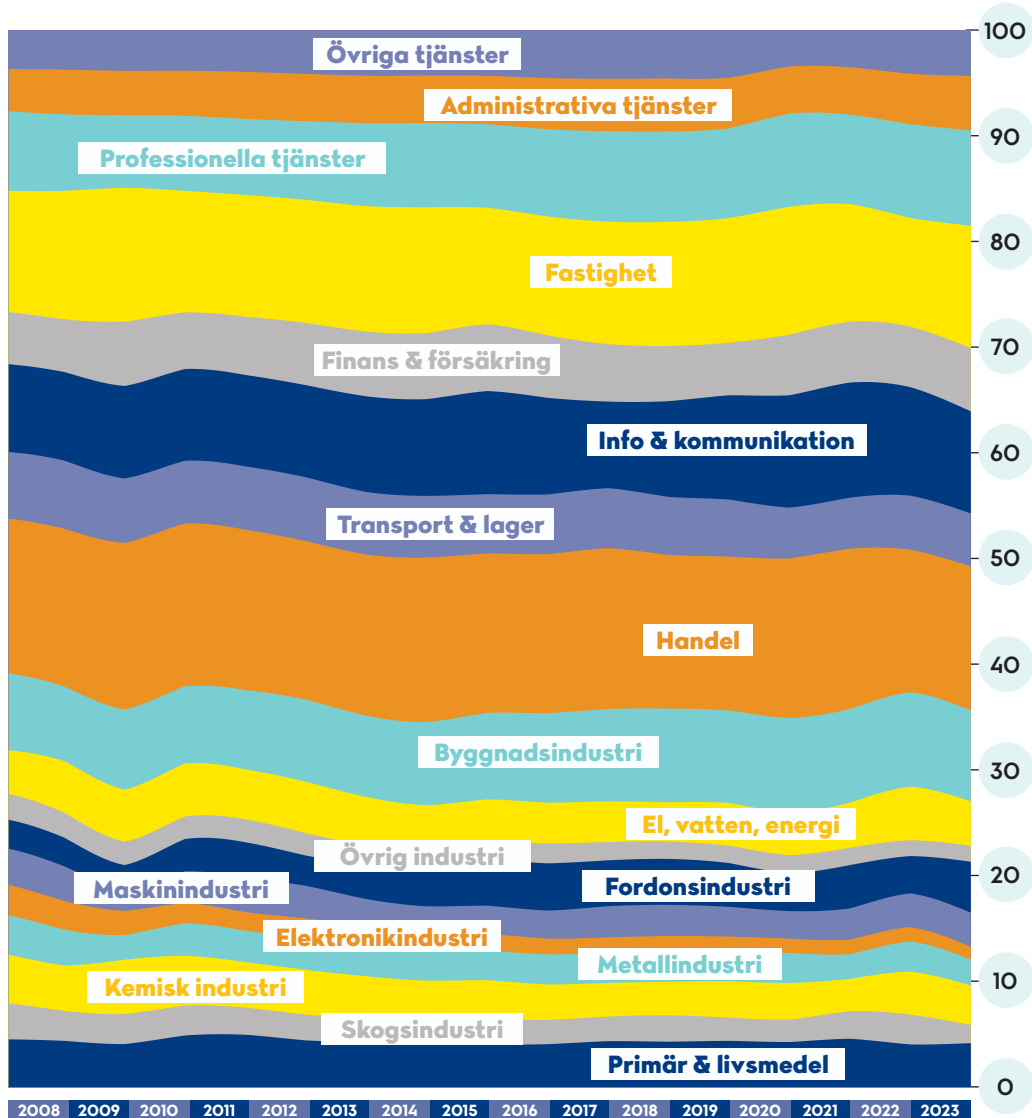 100
Övriga tjänster
Administrativa tjänster
90
Professionella tjänster
80
Fastighet
70
Finans & försäkring
Info & kommunikation
60
Transport & lager
50
Handel
40
Byggnadsindustri
30
El, vatten, energi
Övrig industri
20
Fordonsindustri
Maskinindustri
Elektronikindustri
Metallindustri
10
Kemisk industri
Skogsindustri
Primär & livsmedel
0
2008 2009 2010 2011 2012 2013 2014 2015 2016 2017 2018 2019 2020 2021 2022 2023